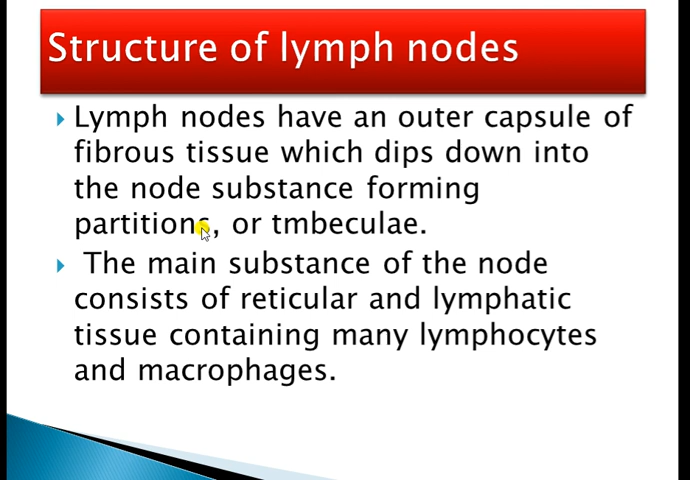 Structure of lymph nodes
Lymph nodes have an outer capsule of
fibrous tissue which dips down into
the node substance forming
partitions, or tmbeculae.
The main substance of the node
consists of reticular and lymphatic
tissue containing many lymphocytes
and macrophages.